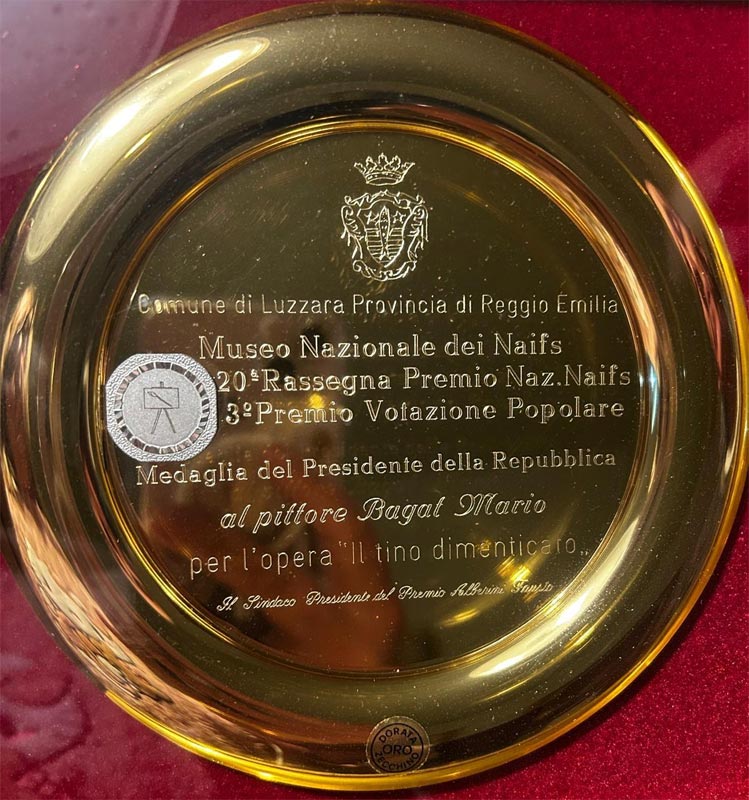 Comune di Luzzara Provincia di Reggio Emilia
Museo Nazionale dei Naifs
20ª Rassegna Premio Naz. Naifs
3º Premio Votazione Popolare
Medaglia del Presidente della Repubblica
al pittore Bagat Mario
per l'opera "Il tino dimenticaro„
Il Sindaco Presidente del Premio Alberini Fausto
DORATA
ORO
ZECCHINO